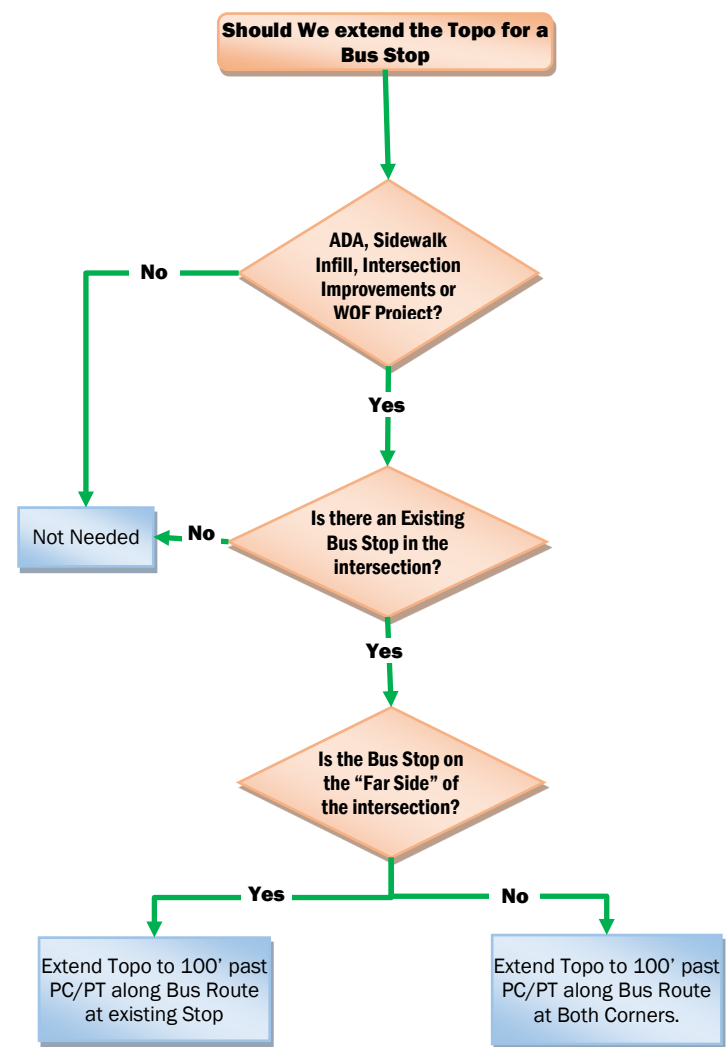 Should We extend the Topo for a
Bus Stop
ADA, Sidewalk
Infill, Intersection
Improvements or
WOF Project?
No
Yes
Is there an Existing
Bus Stop in the
intersection?
No
Not Needed
Yes
Is the Bus Stop on
the “Far Side” of
the intersection?
Yes
No
Extend Topo to 100’ past
PC/PT along Bus Route
at existing Stop
Extend Topo to 100’ past
PC/PT along Bus Route
at Both Corners.